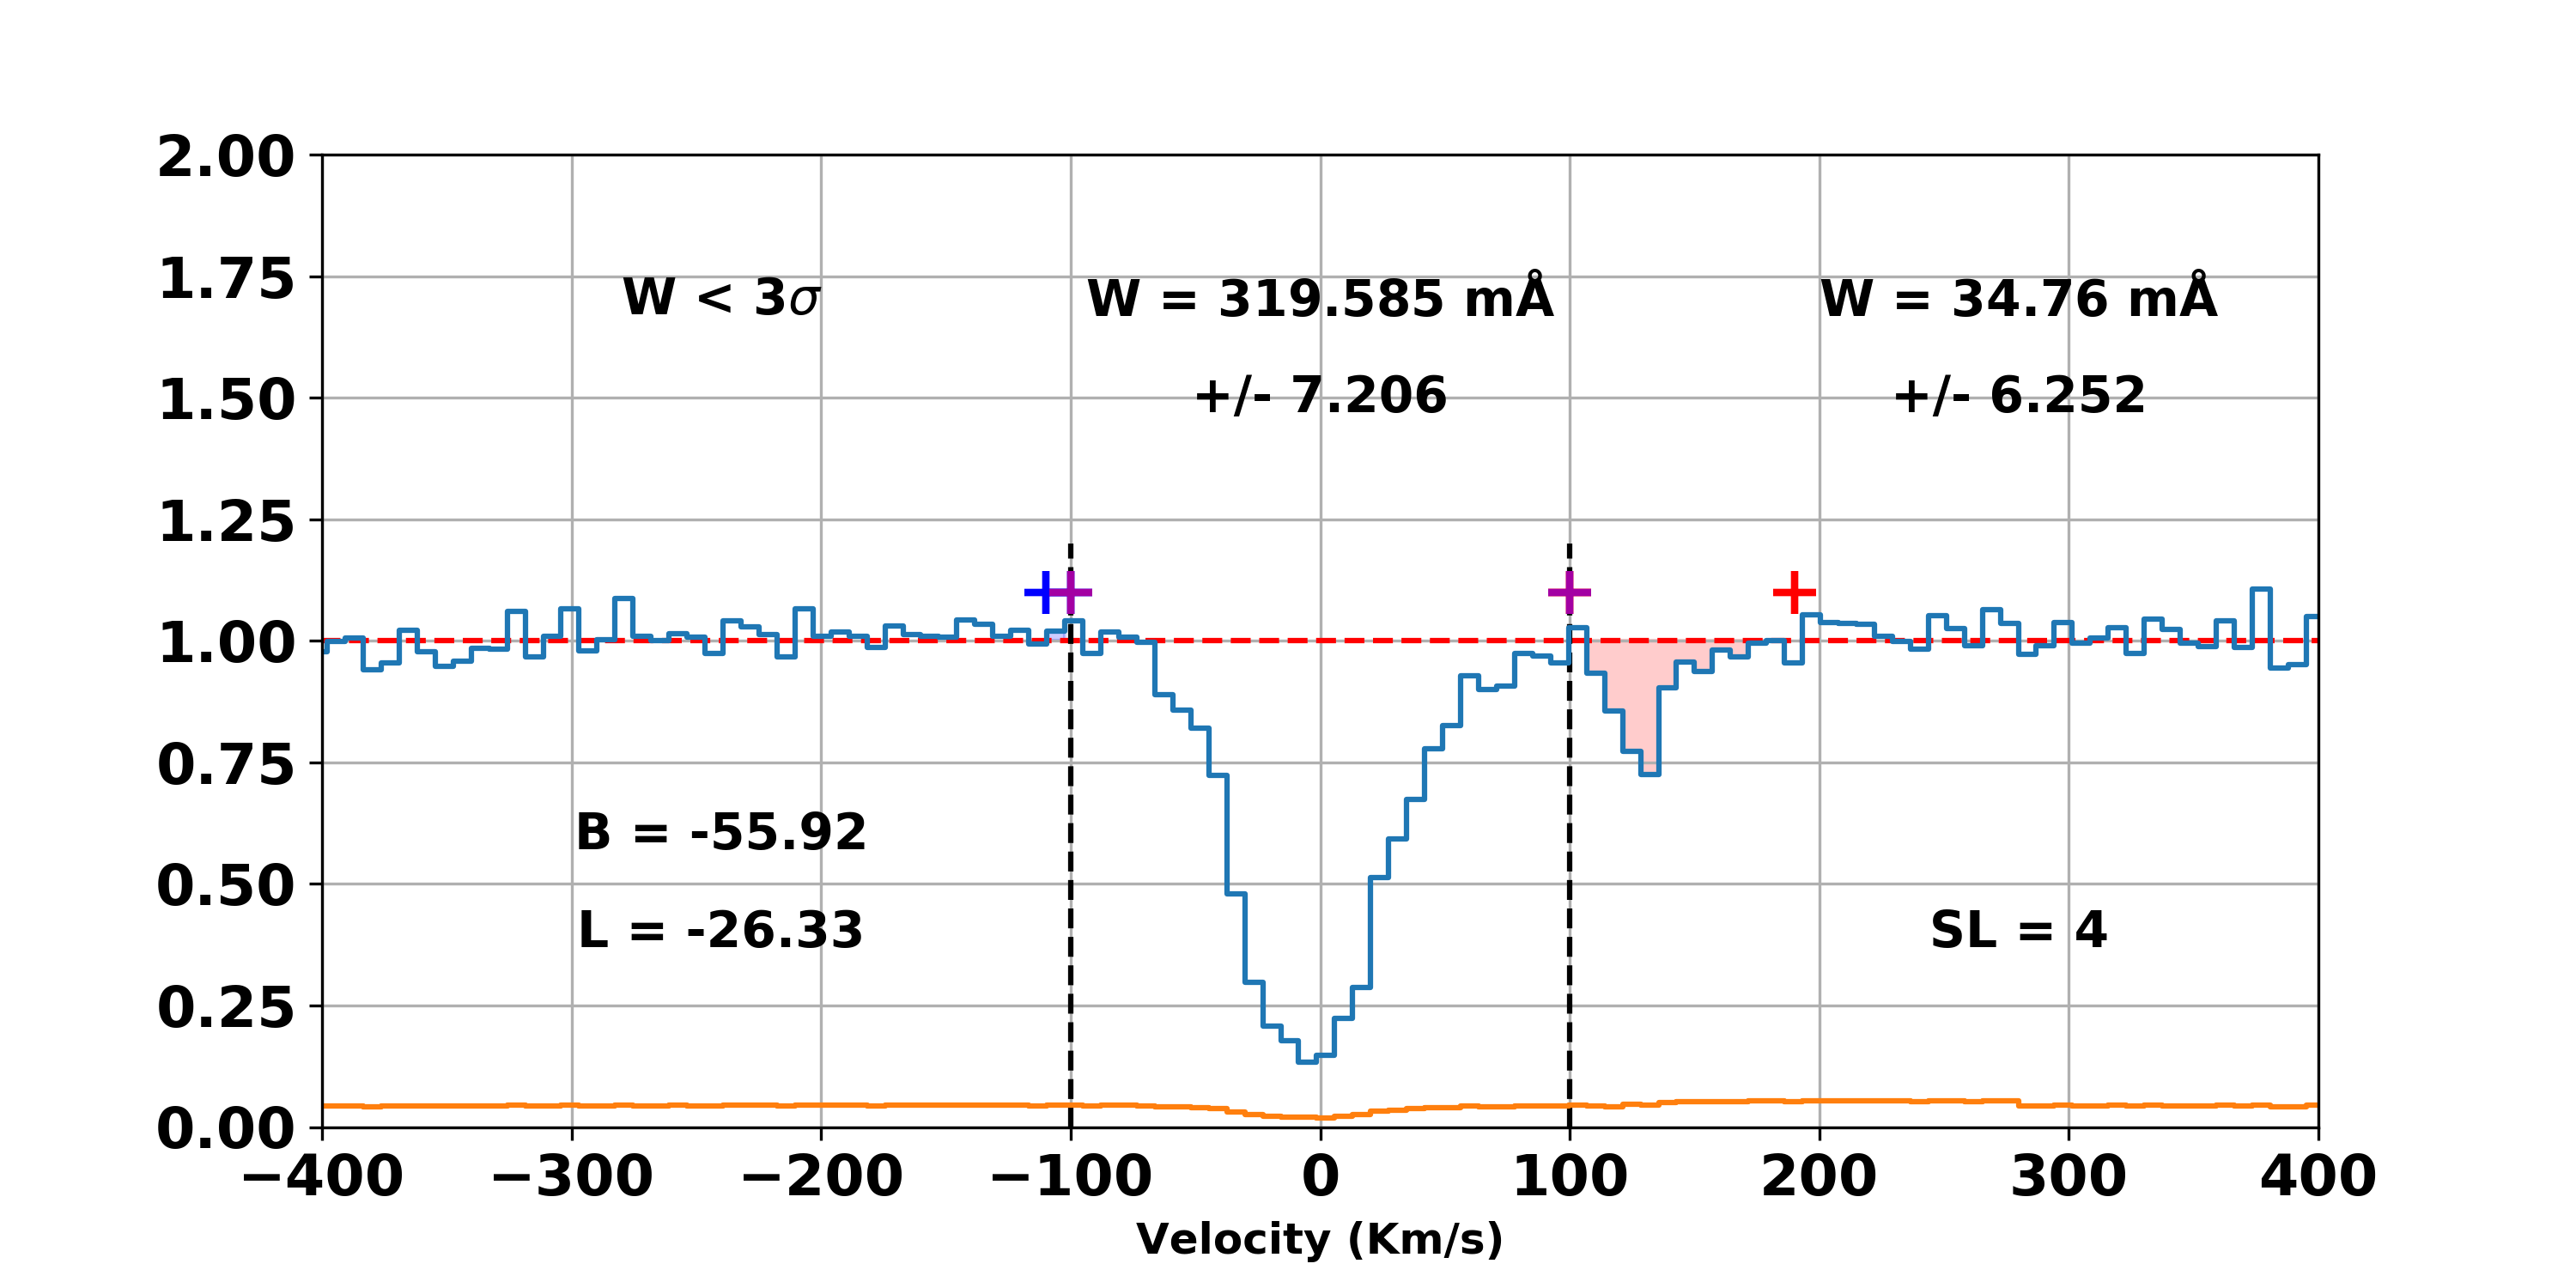 2.00
1.75
W < 3σ
W = 319.585 mÅ
W = 34.76 mÅ
1.50
+/- 7.206
+/- 6.252
1.25
1.00
0.75
B = -55.92
0.50
L = -26.33
SL = 4
0.25
0.00
−400 −300 −200 −100 0 100 200 300 400
Velocity (Km/s)